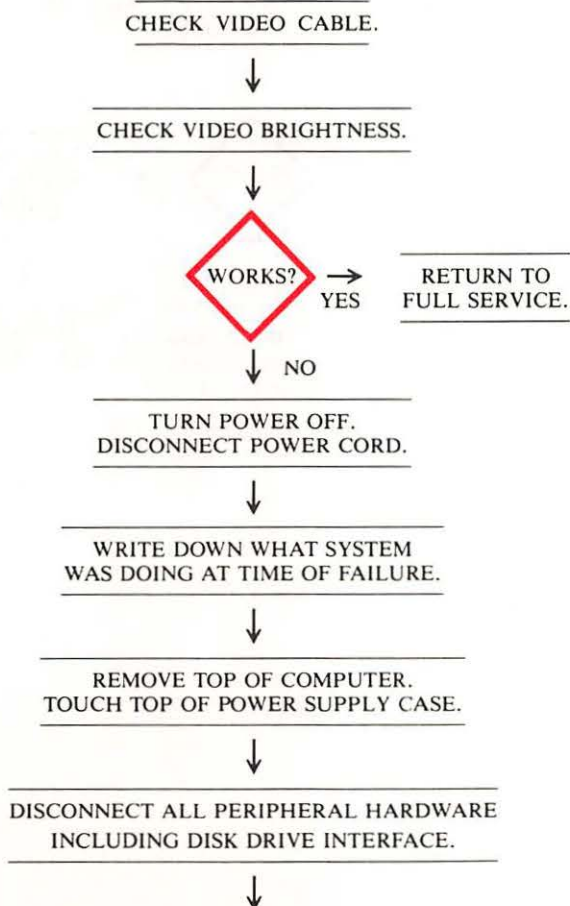 CHECK VIDEO CABLE.
CHECK VIDEO BRIGHTNESS.
WORKS?
YES
RETURN TO
FULL SERVICE.
NO
TURN POWER OFF.
DISCONNECT POWER CORD.
WRITE DOWN WHAT SYSTEM
WAS DOING AT TIME OF FAILURE.
REMOVE TOP OF COMPUTER.
TOUCH TOP OF POWER SUPPLY CASE.
DISCONNECT ALL PERIPHERAL HARDWARE
INCLUDING DISK DRIVE INTERFACE.